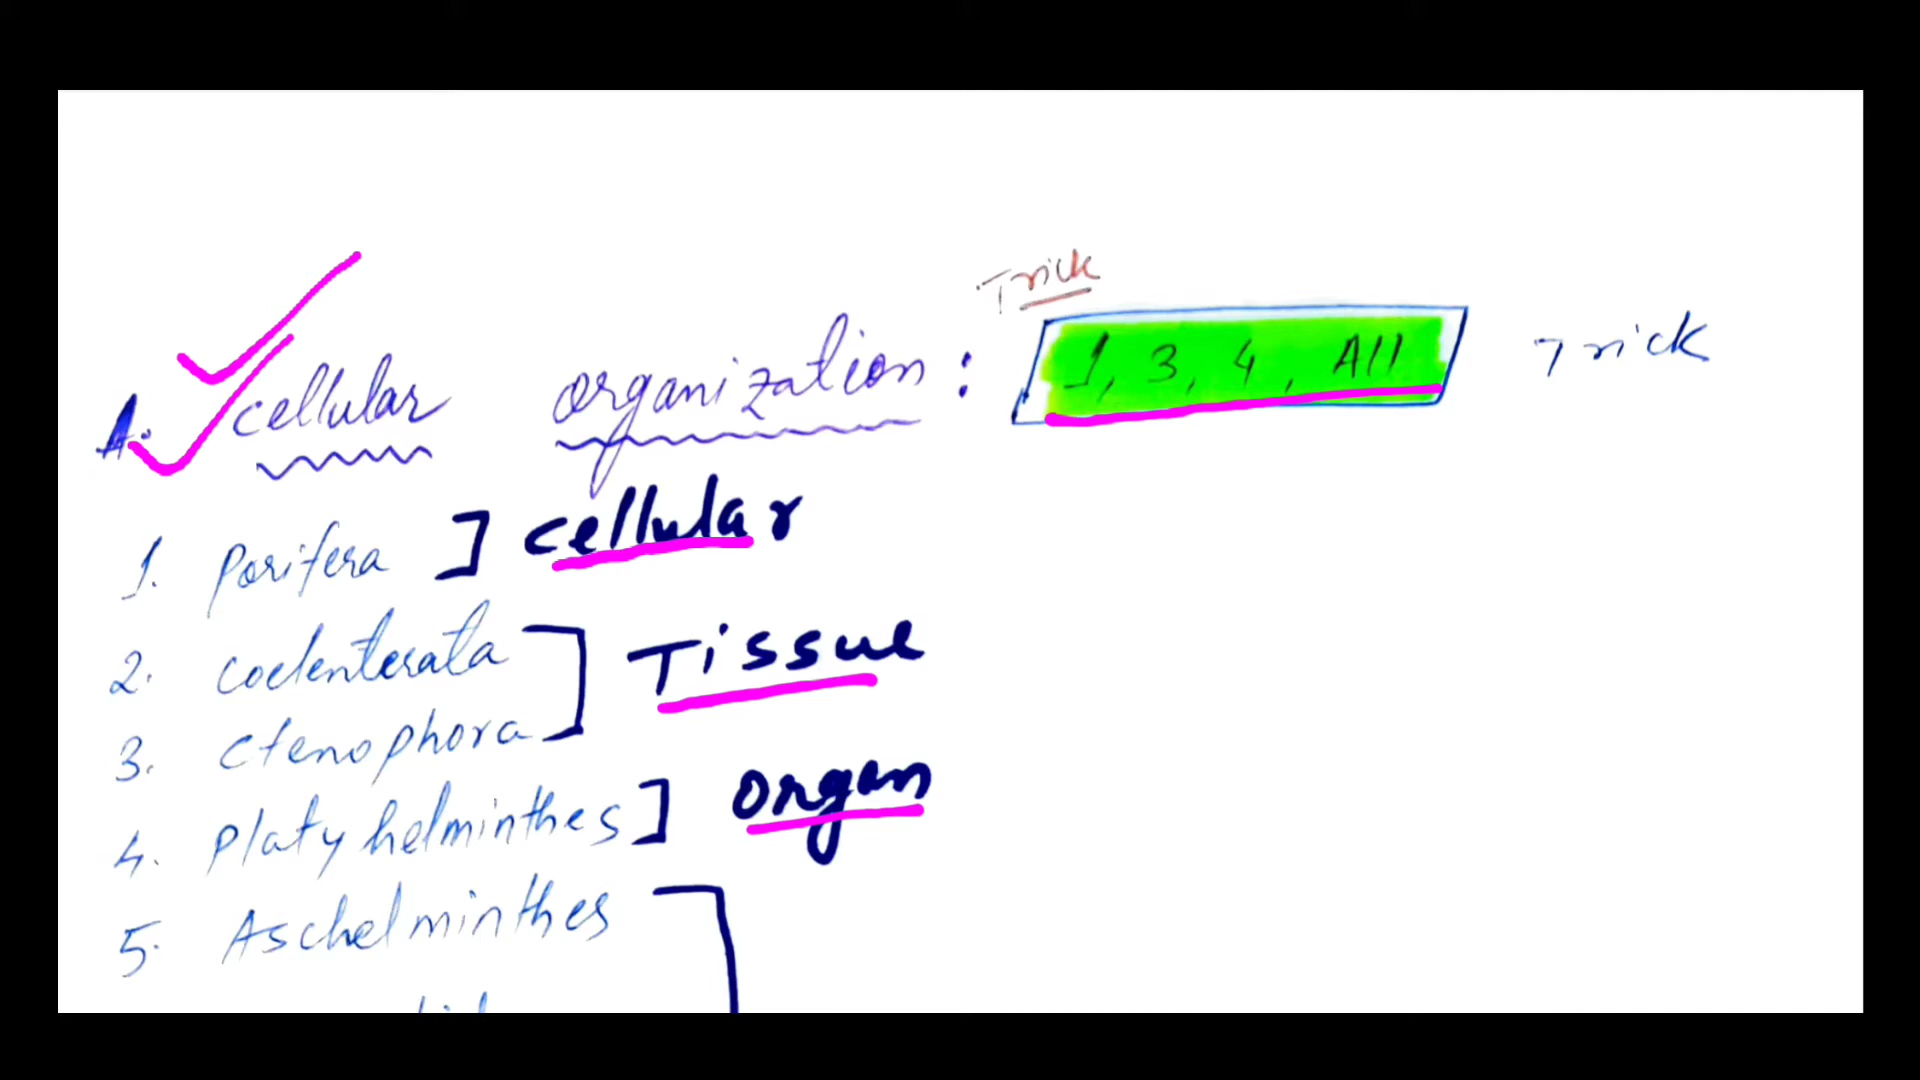 Trick
A. cellular organization : 1, 3, 4, All Trick
1. Porifera ] cellular
2. Coelenterata ] Tissue
3. Ctenophora
4. Platyhelminthes ] organ
5. Aschelminthes